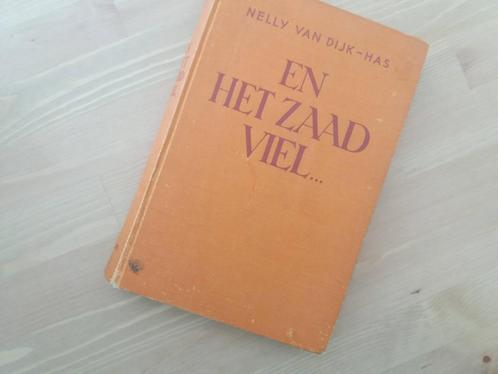 NELLY VAN DIJK-HAS
EN
HET ZAAD
VIEL...